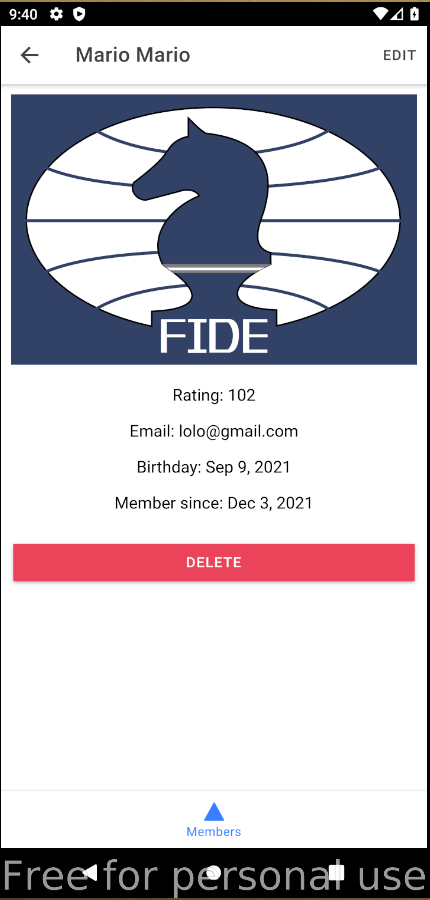 9:40
Mario Mario
EDIT
FIDE
Rating: 102
Email: lolo@gmail.com
Birthday: Sep 9, 2021
Member since: Dec 3, 2021
DELETE
Members
Free for personal use